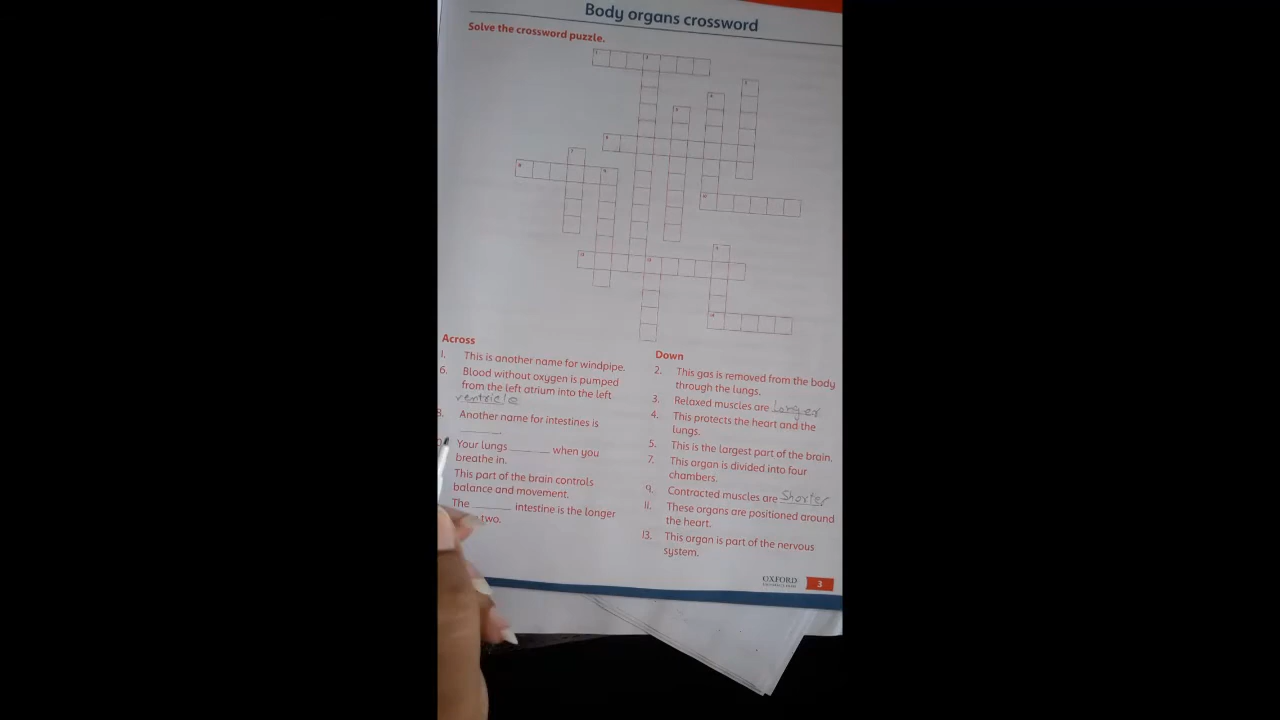 Body organs crossword
Solve the crossword puzzle.
Across
1. This is another name for windpipe.
6. Blood without oxygen is pumped
from the left atrium into the left
ventricle
8. Another name for intestines is
______
Your lungs ______ when you
breathe in.
This part of the brain controls
balance and movement.
The ______ intestine is the longer
two.
Down
2. This gas is removed from the body
through the lungs.
3. Relaxed muscles are Longer
4. This protects the heart and the
lungs.
5. This is the largest part of the brain.
7. This organ is divided into four
chambers.
9. Contracted muscles are Shorter
11. These organs are positioned around
the heart.
13. This organ is part of the nervous
system.
OXFORD
3